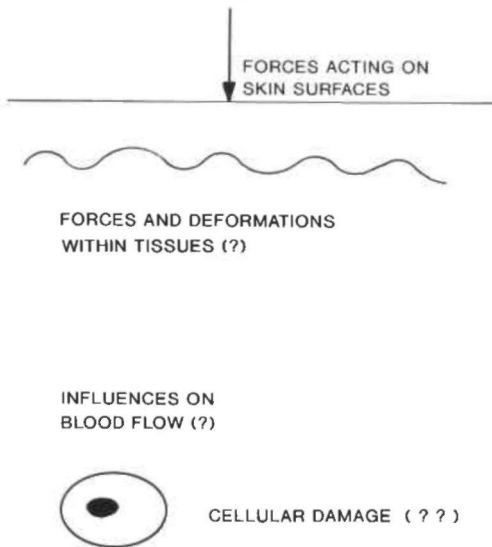 FORCES ACTING ON
SKIN SURFACES
FORCES AND DEFORMATIONS
WITHIN TISSUES (?)
INFLUENCES ON
BLOOD FLOW (?)
CELLULAR DAMAGE ( ? ? )